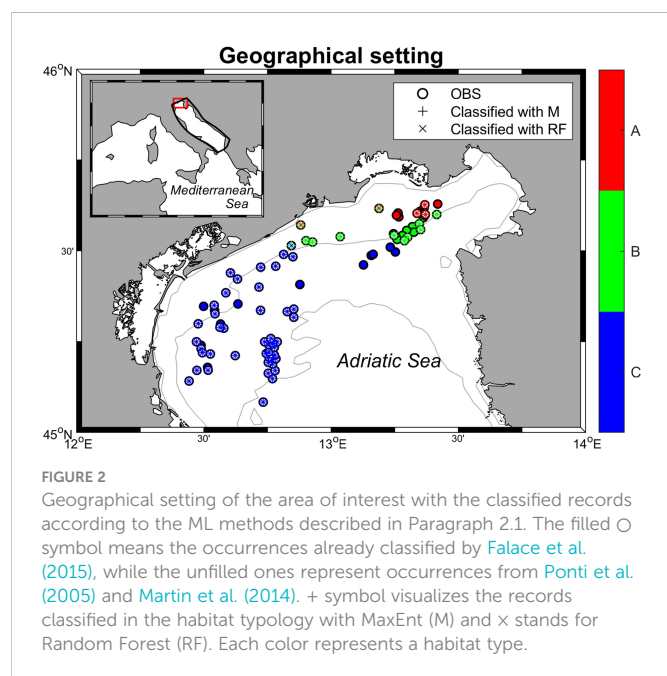 Geographical setting
46°N
OBS
Classified with M
Classified with RF
Mediterranean
Sea
A
3l'
B
Adriatic Sea
C
45°N
12°E
30'
13°E
30'
14°E
FIGURE 2
Geographical setting of the area of interest with the classified records
according to the ML methods described in Paragraph 2.1. The filled ○
symbol means the occurrences already classified by Falace et al.
(2015), while the unfilled ones represent occurrences from Ponti et al.
(2005) and Martin et al. (2014). + symbol visualizes the records
classified in the habitat typology with MaxEnt (M) and × stands for
Random Forest (RF). Each color represents a habitat type.